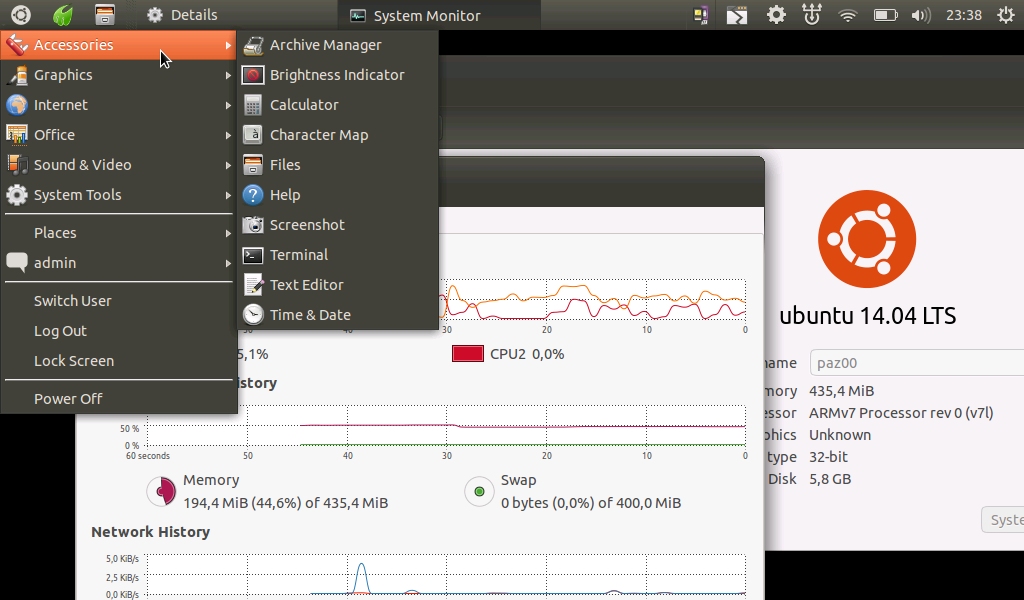 Details
System Monitor
23:38
Accessories
Graphics
Internet
Office
Sound & Video
System Tools
Places
admin
Switch User
Log Out
Lock Screen
Power Off
Archive Manager
Brightness Indicator
Calculator
Character Map
Files
Help
Screenshot
Terminal
Text Editor
Time & Date
50 40 30 20 10 0
5,1%
CPU2 0,0%
istory
50 %
0 %
60 seconds 50 40 30 20 10 0
Memory
194,4 MiB (44,6%) of 435,4 MiB
Swap
0 bytes (0,0%) of 400,0 MiB
Network History
5,0 KiB/s
2,5 KiB/s
0,0 KiB/s
ubuntu 14.04 LTS
name paz00
mory 435,4 MiB
essor ARMv7 Processor rev 0 (v7l)
phics Unknown
type 32-bit
Disk 5,8 GB
Syste